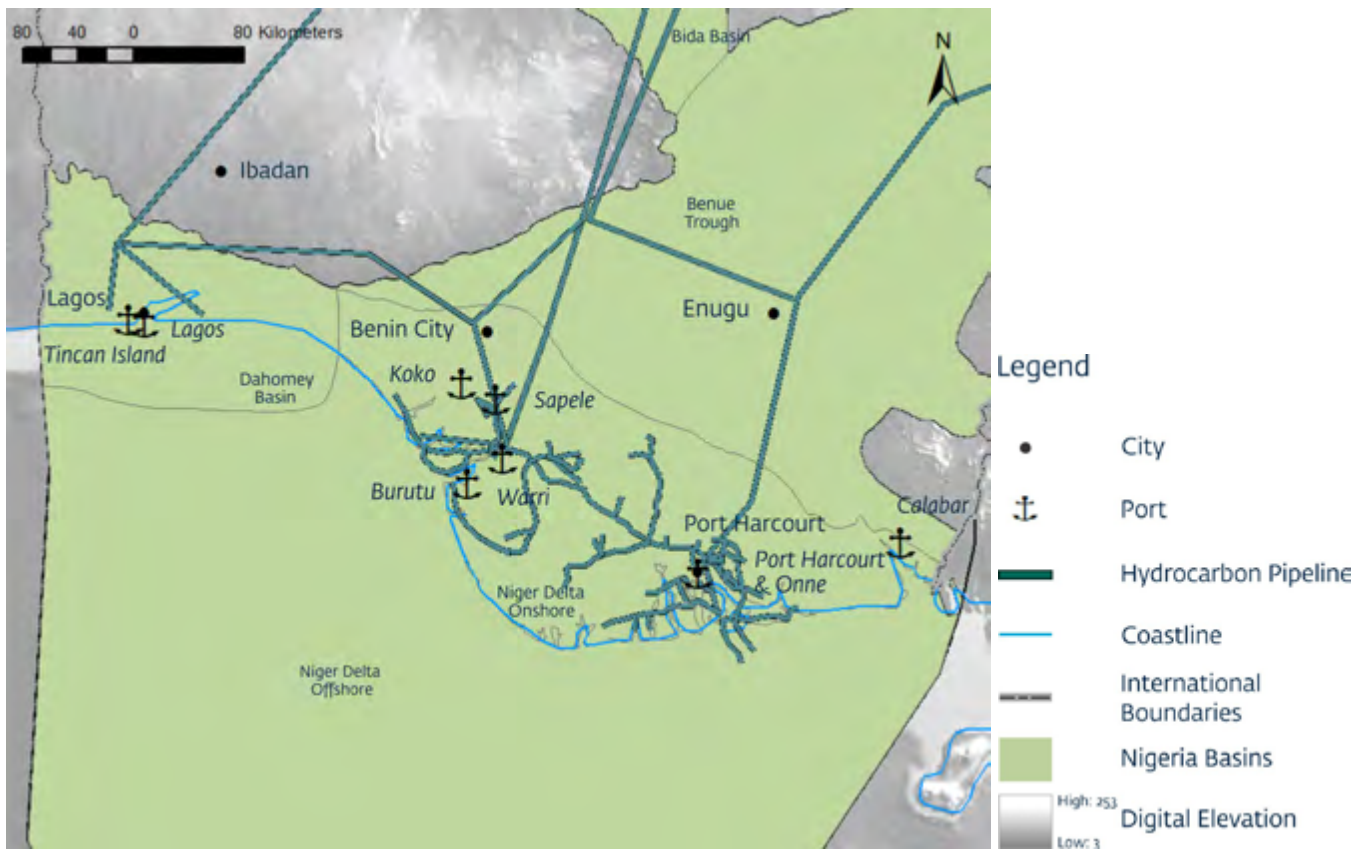 80 40 0 80 Kilometers
Bida Basin
N
Ibadan
Benue
Trough
Lagos
Lagos
Tincan Island
Benin City
Enugu
Dahomey
Basin
Koko
Sapele
Burutu
Warri
Calabar
Port Harcourt
Port Harcourt
& Onne
Niger Delta
Onshore
Niger Delta
Offshore
Legend
City
Port
Hydrocarbon Pipeline
Coastline
International
Boundaries
Nigeria Basins
High: 253
Digital Elevation
Low: 3